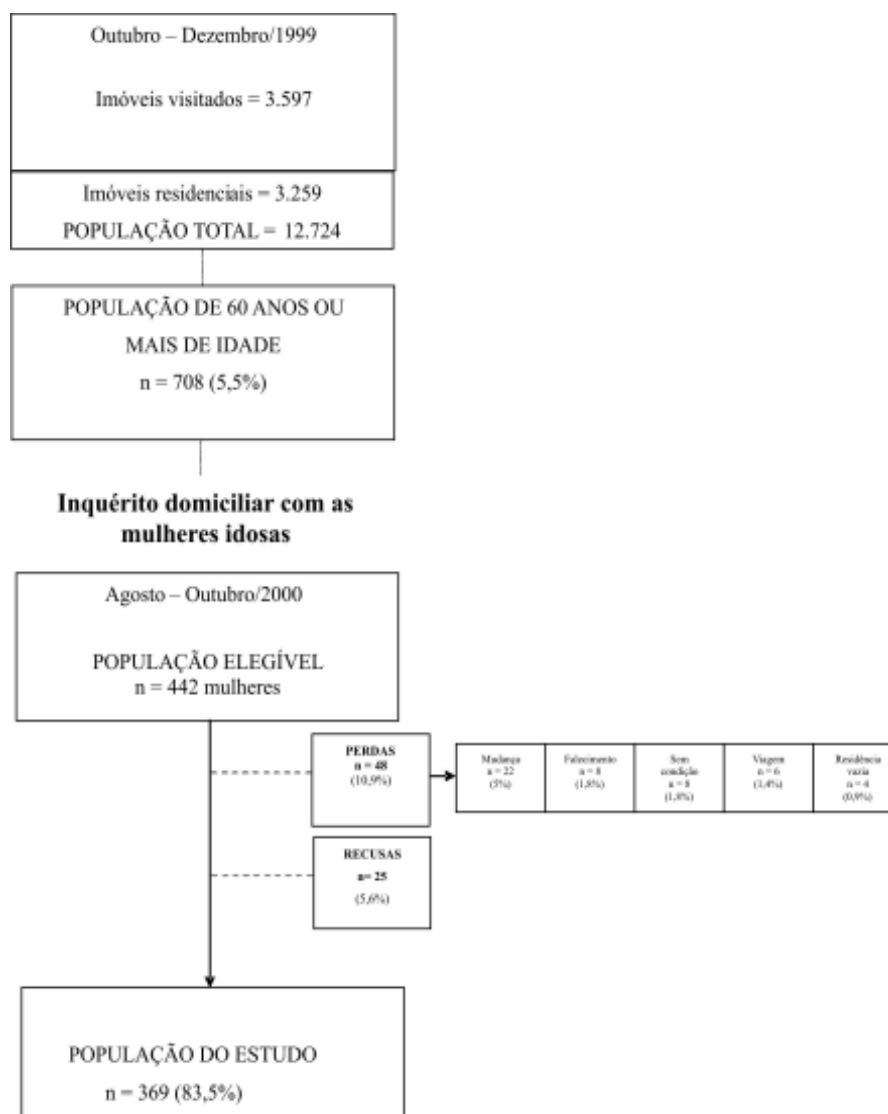 Outubro – Dezembro/1999
Imóveis visitados = 3.597
Imóveis residenciais = 3.259
POPULAÇÃO TOTAL = 12.724
POPULAÇÃO DE 60 ANOS OU
MAIS DE IDADE
n = 708 (5,5%)
Inquérito domiciliar com as
mulheres idosas
Agosto – Outubro/2000
POPULAÇÃO ELEGÍVEL
n = 442 mulheres
PERDAS
n = 48
(10,9%)
Mudança
n = 22
(5%)
Falecimento
n = 8
(1,8%)
Sem
condição
n = 8
(1,8%)
Viagem
n = 6
(1,4%)
Residência
vazia
n = 4
(0,9%)
RECUSAS
n= 25
(5,6%)
POPULAÇÃO DO ESTUDO
n = 369 (83,5%)